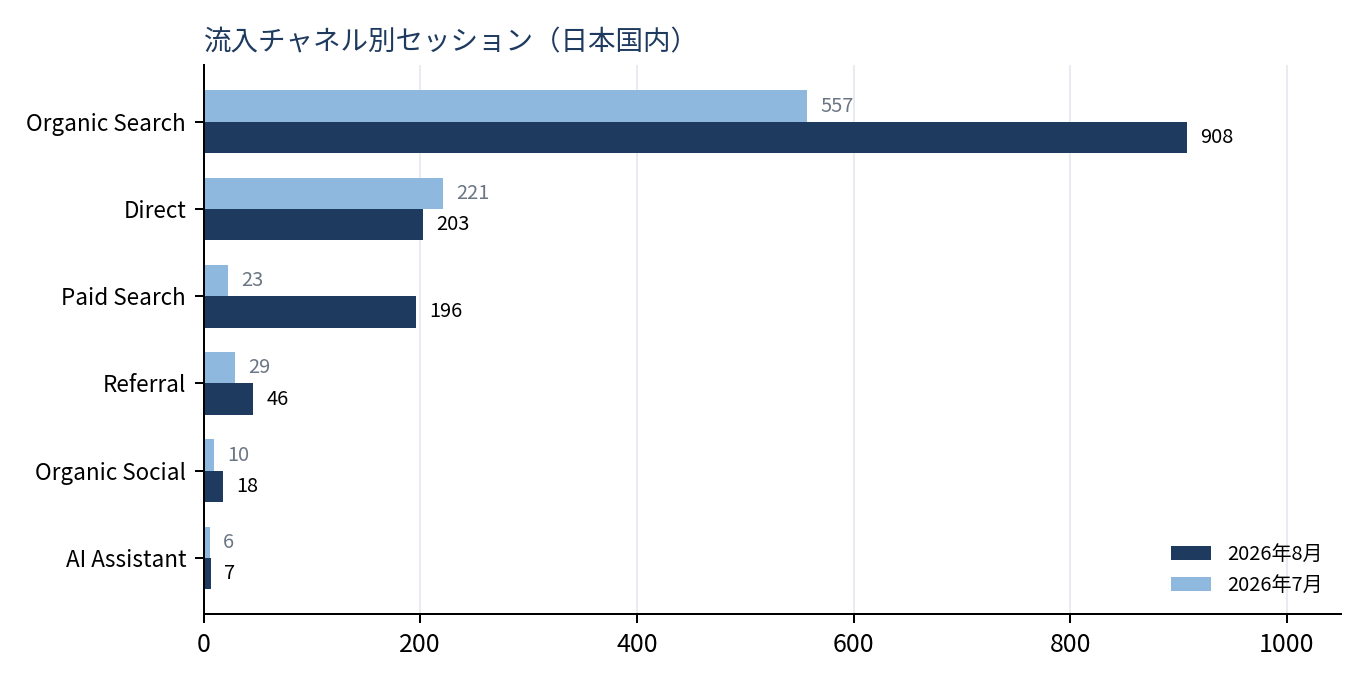 流入チャネル別セッション（日本国内）
Organic Search
557
908
Direct
221
203
Paid Search
23
196
Referral
29
46
Organic Social
10
18
AI Assistant
6
7
2026年8月
2026年7月
0 200 400 600 800 1000